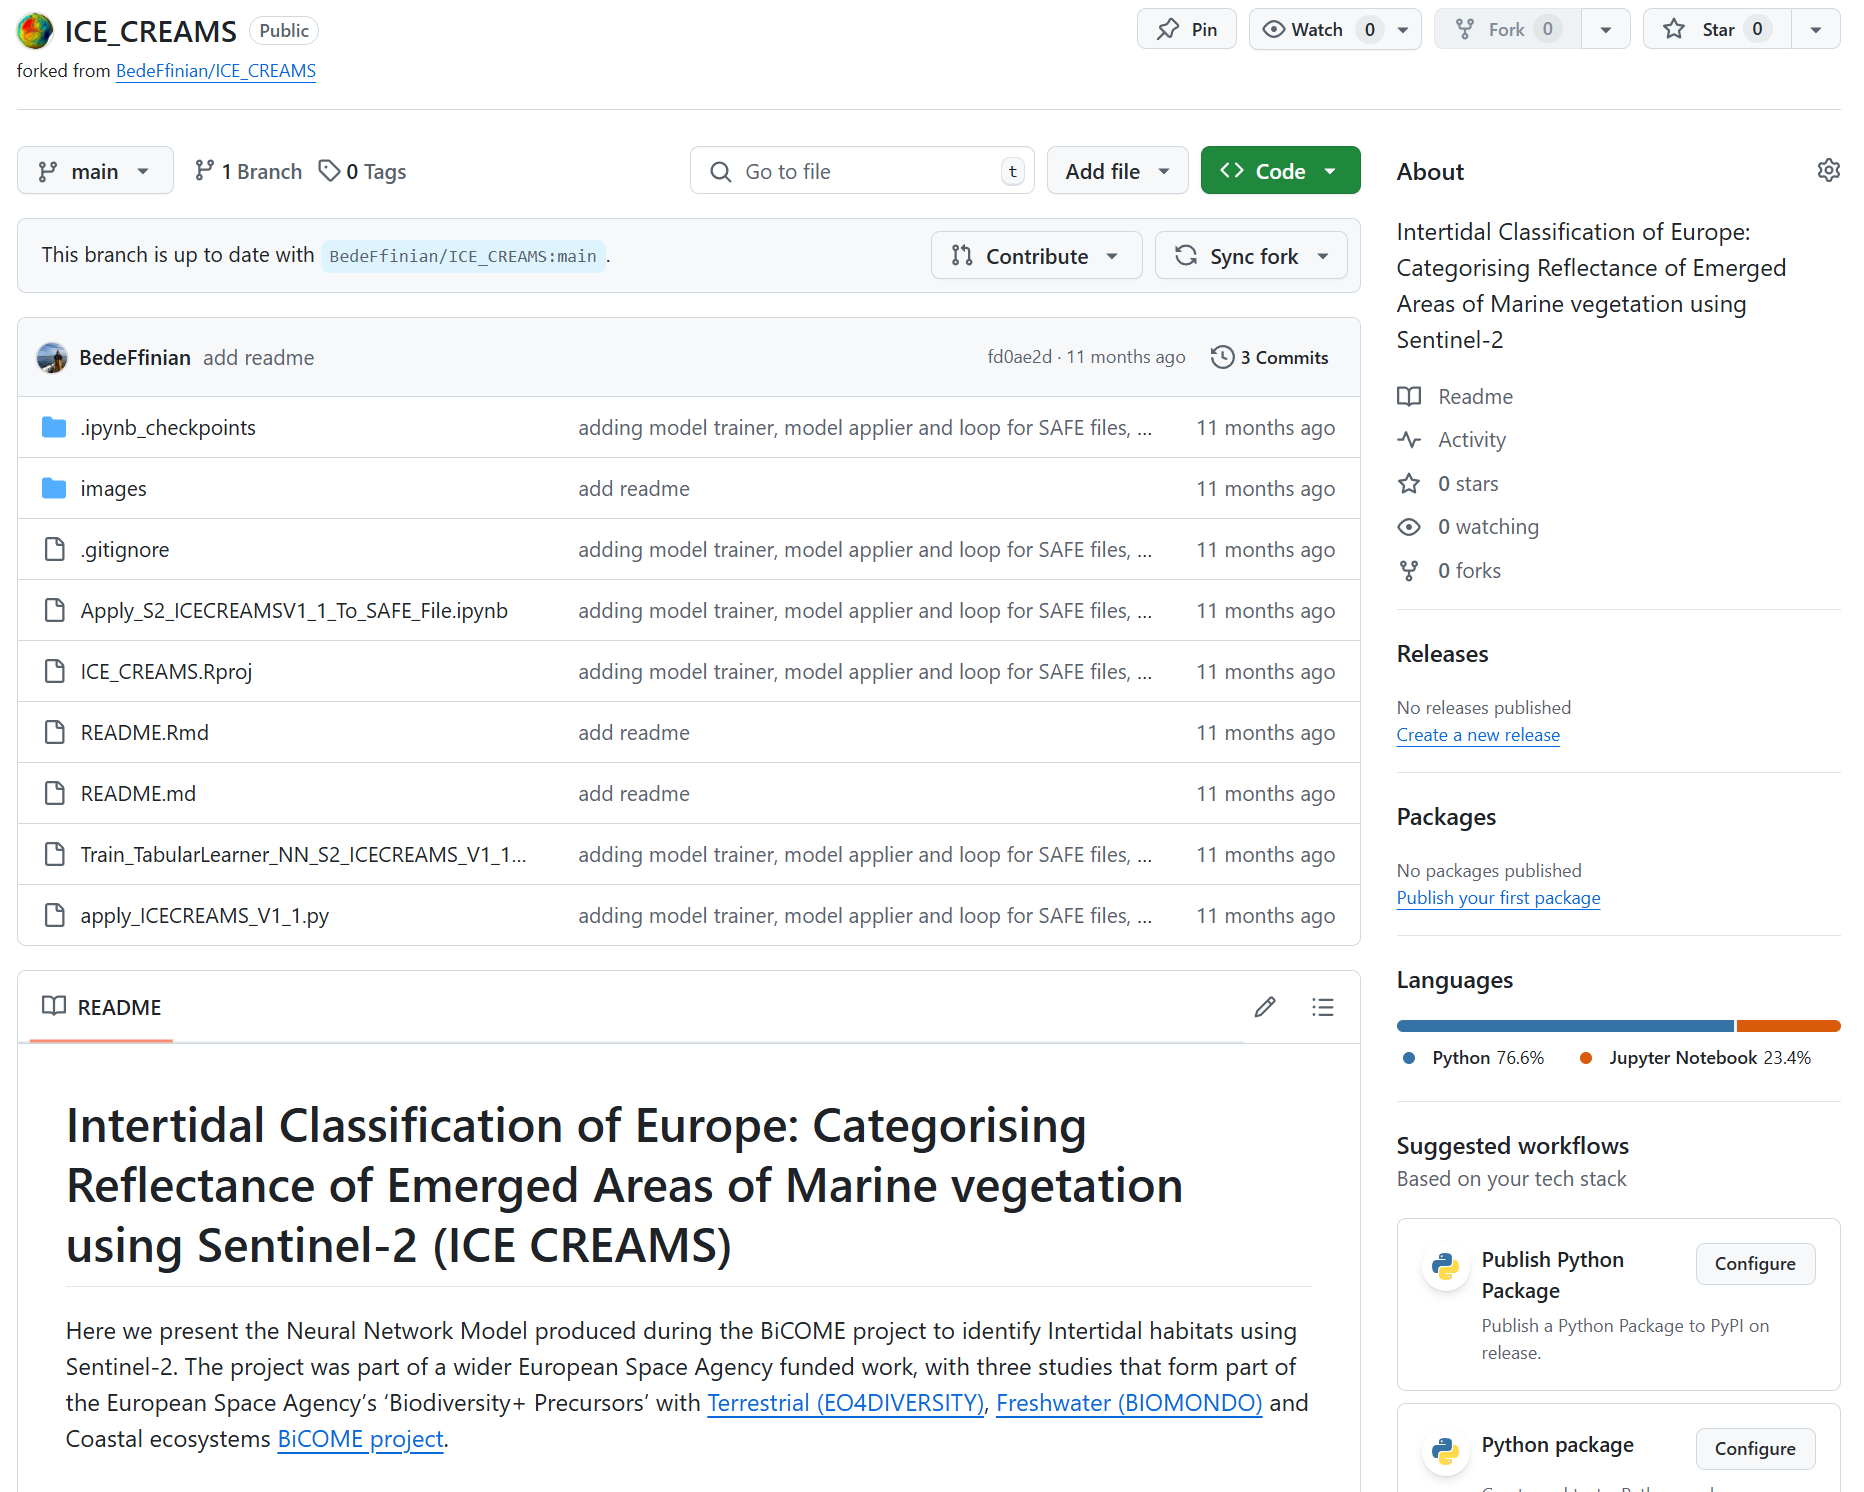 ICE_CREAMS Public Pin Watch 0 Fork 0 Star 0
forked from BedeFfinian/ICE_CREAMS
main 1 Branch 0 Tags Go to file t Add file Code
This branch is up to date with BedeFfinian/ICE_CREAMS:main . Contribute Sync fork
BedeFfinian add readme fd0ae2d · 11 months ago 3 Commits
.ipynb_checkpoints adding model trainer, model applier and loop for SAFE files, ... 11 months ago
images add readme 11 months ago
.gitignore adding model trainer, model applier and loop for SAFE files, ... 11 months ago
Apply_S2_ICECREAMSV1_1_To_SAFE_File.ipynb adding model trainer, model applier and loop for SAFE files, ... 11 months ago
ICE_CREAMS.Rproj adding model trainer, model applier and loop for SAFE files, ... 11 months ago
README.Rmd add readme 11 months ago
README.md add readme 11 months ago
Train_TabularLearner_NN_S2_ICECREAMS_V1_1... adding model trainer, model applier and loop for SAFE files, ... 11 months ago
apply_ICECREAMS_V1_1.py adding model trainer, model applier and loop for SAFE files, ... 11 months ago
README
Intertidal Classification of Europe: Categorising
Reflectance of Emerged Areas of Marine vegetation
using Sentinel-2 (ICE CREAMS)
Here we present the Neural Network Model produced during the BiCOME project to identify Intertidal habitats using
Sentinel-2. The project was part of a wider European Space Agency funded work, with three studies that form part of
the European Space Agency’s ‘Biodiversity+ Precursors’ with Terrestrial (EO4DIVERSITY), Freshwater (BIOMONDO) and
Coastal ecosystems BiCOME project.
About
Intertidal Classification of Europe:
Categorising Reflectance of Emerged
Areas of Marine vegetation using
Sentinel-2
Readme
Activity
0 stars
0 watching
0 forks
Releases
No releases published
Create a new release
Packages
No packages published
Publish your first package
Languages
Python 76.6% Jupyter Notebook 23.4%
Suggested workflows
Based on your tech stack
Publish Python Configure
Package
Publish a Python Package to PyPI on
release.
Python package Configure